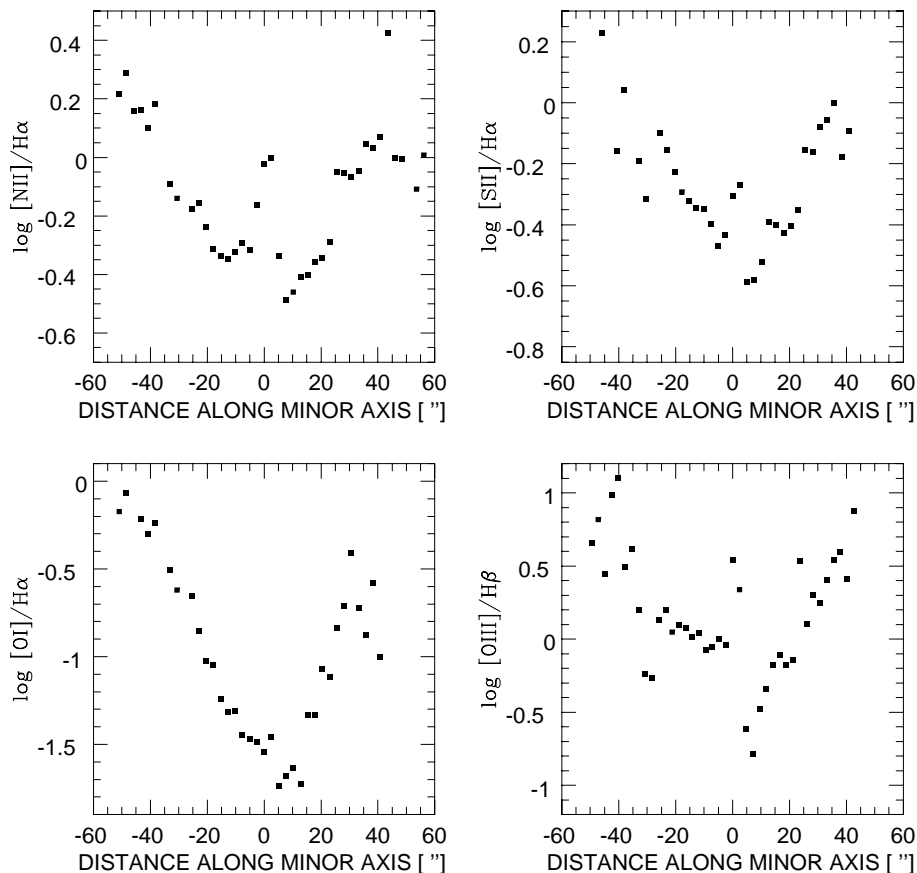 0.4
0.2
0
-0.2
-0.4
-0.6
log [NII]/Hα
-60 -40 -20 0 20 40 60
DISTANCE ALONG MINOR AXIS [ ”]
0.2
0
-0.2
-0.4
-0.6
-0.8
log [SII]/Hα
-60 -40 -20 0 20 40 60
DISTANCE ALONG MINOR AXIS [ ”]
0
-0.5
-1
-1.5
log [OI]/Hα
-60 -40 -20 0 20 40 60
DISTANCE ALONG MINOR AXIS [ ”]
1
0.5
0
-0.5
-1
log [OIII]/Hβ
-60 -40 -20 0 20 40 60
DISTANCE ALONG MINOR AXIS [ ”]